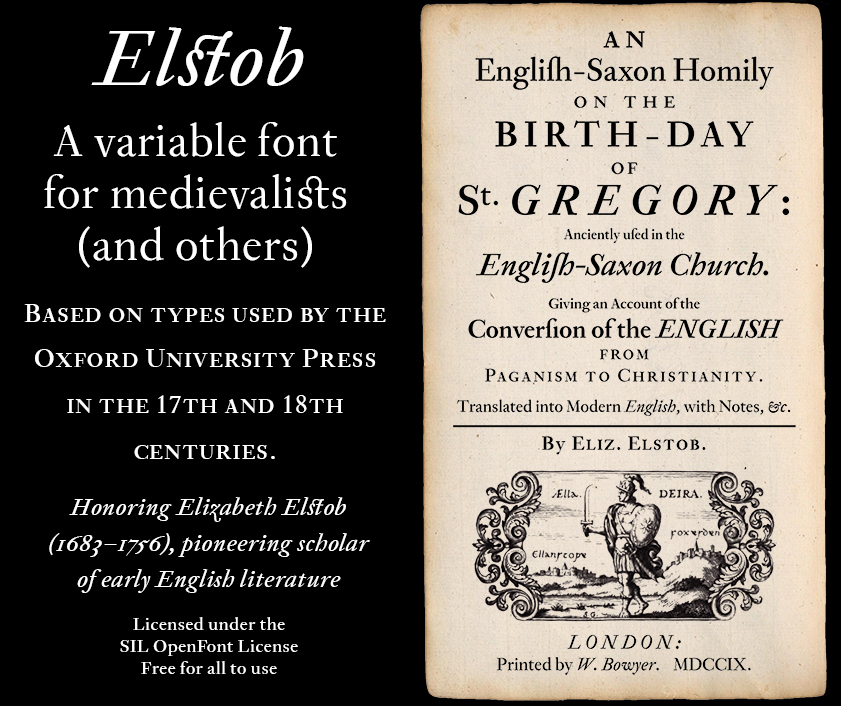 Elstob
A variable font
for medievalists
(and others)
Based on types used by the
Oxford University Press
in the 17th and 18th
centuries.
Honoring Elizabeth Elstob
(1683–1756), pioneering scholar
of early English literature
Licensed under the
SIL OpenFont License
Free for all to use
AN
Engliſh-Saxon Homily
ON THE
BIRTH-DAY
OF
St. GREGORY:
Anciently uſed in the
Engliſh-Saxon Church.
Giving an Account of the
Converſion of the ENGLISH
FROM
Paganism to Christianity.
Translated into Modern English, with Notes, &c.
By Eliz. Elstob.
Ælla. DEIRA.
Ellanrcope
LONDON:
Printed by W. Bowyer. MDCCIX.